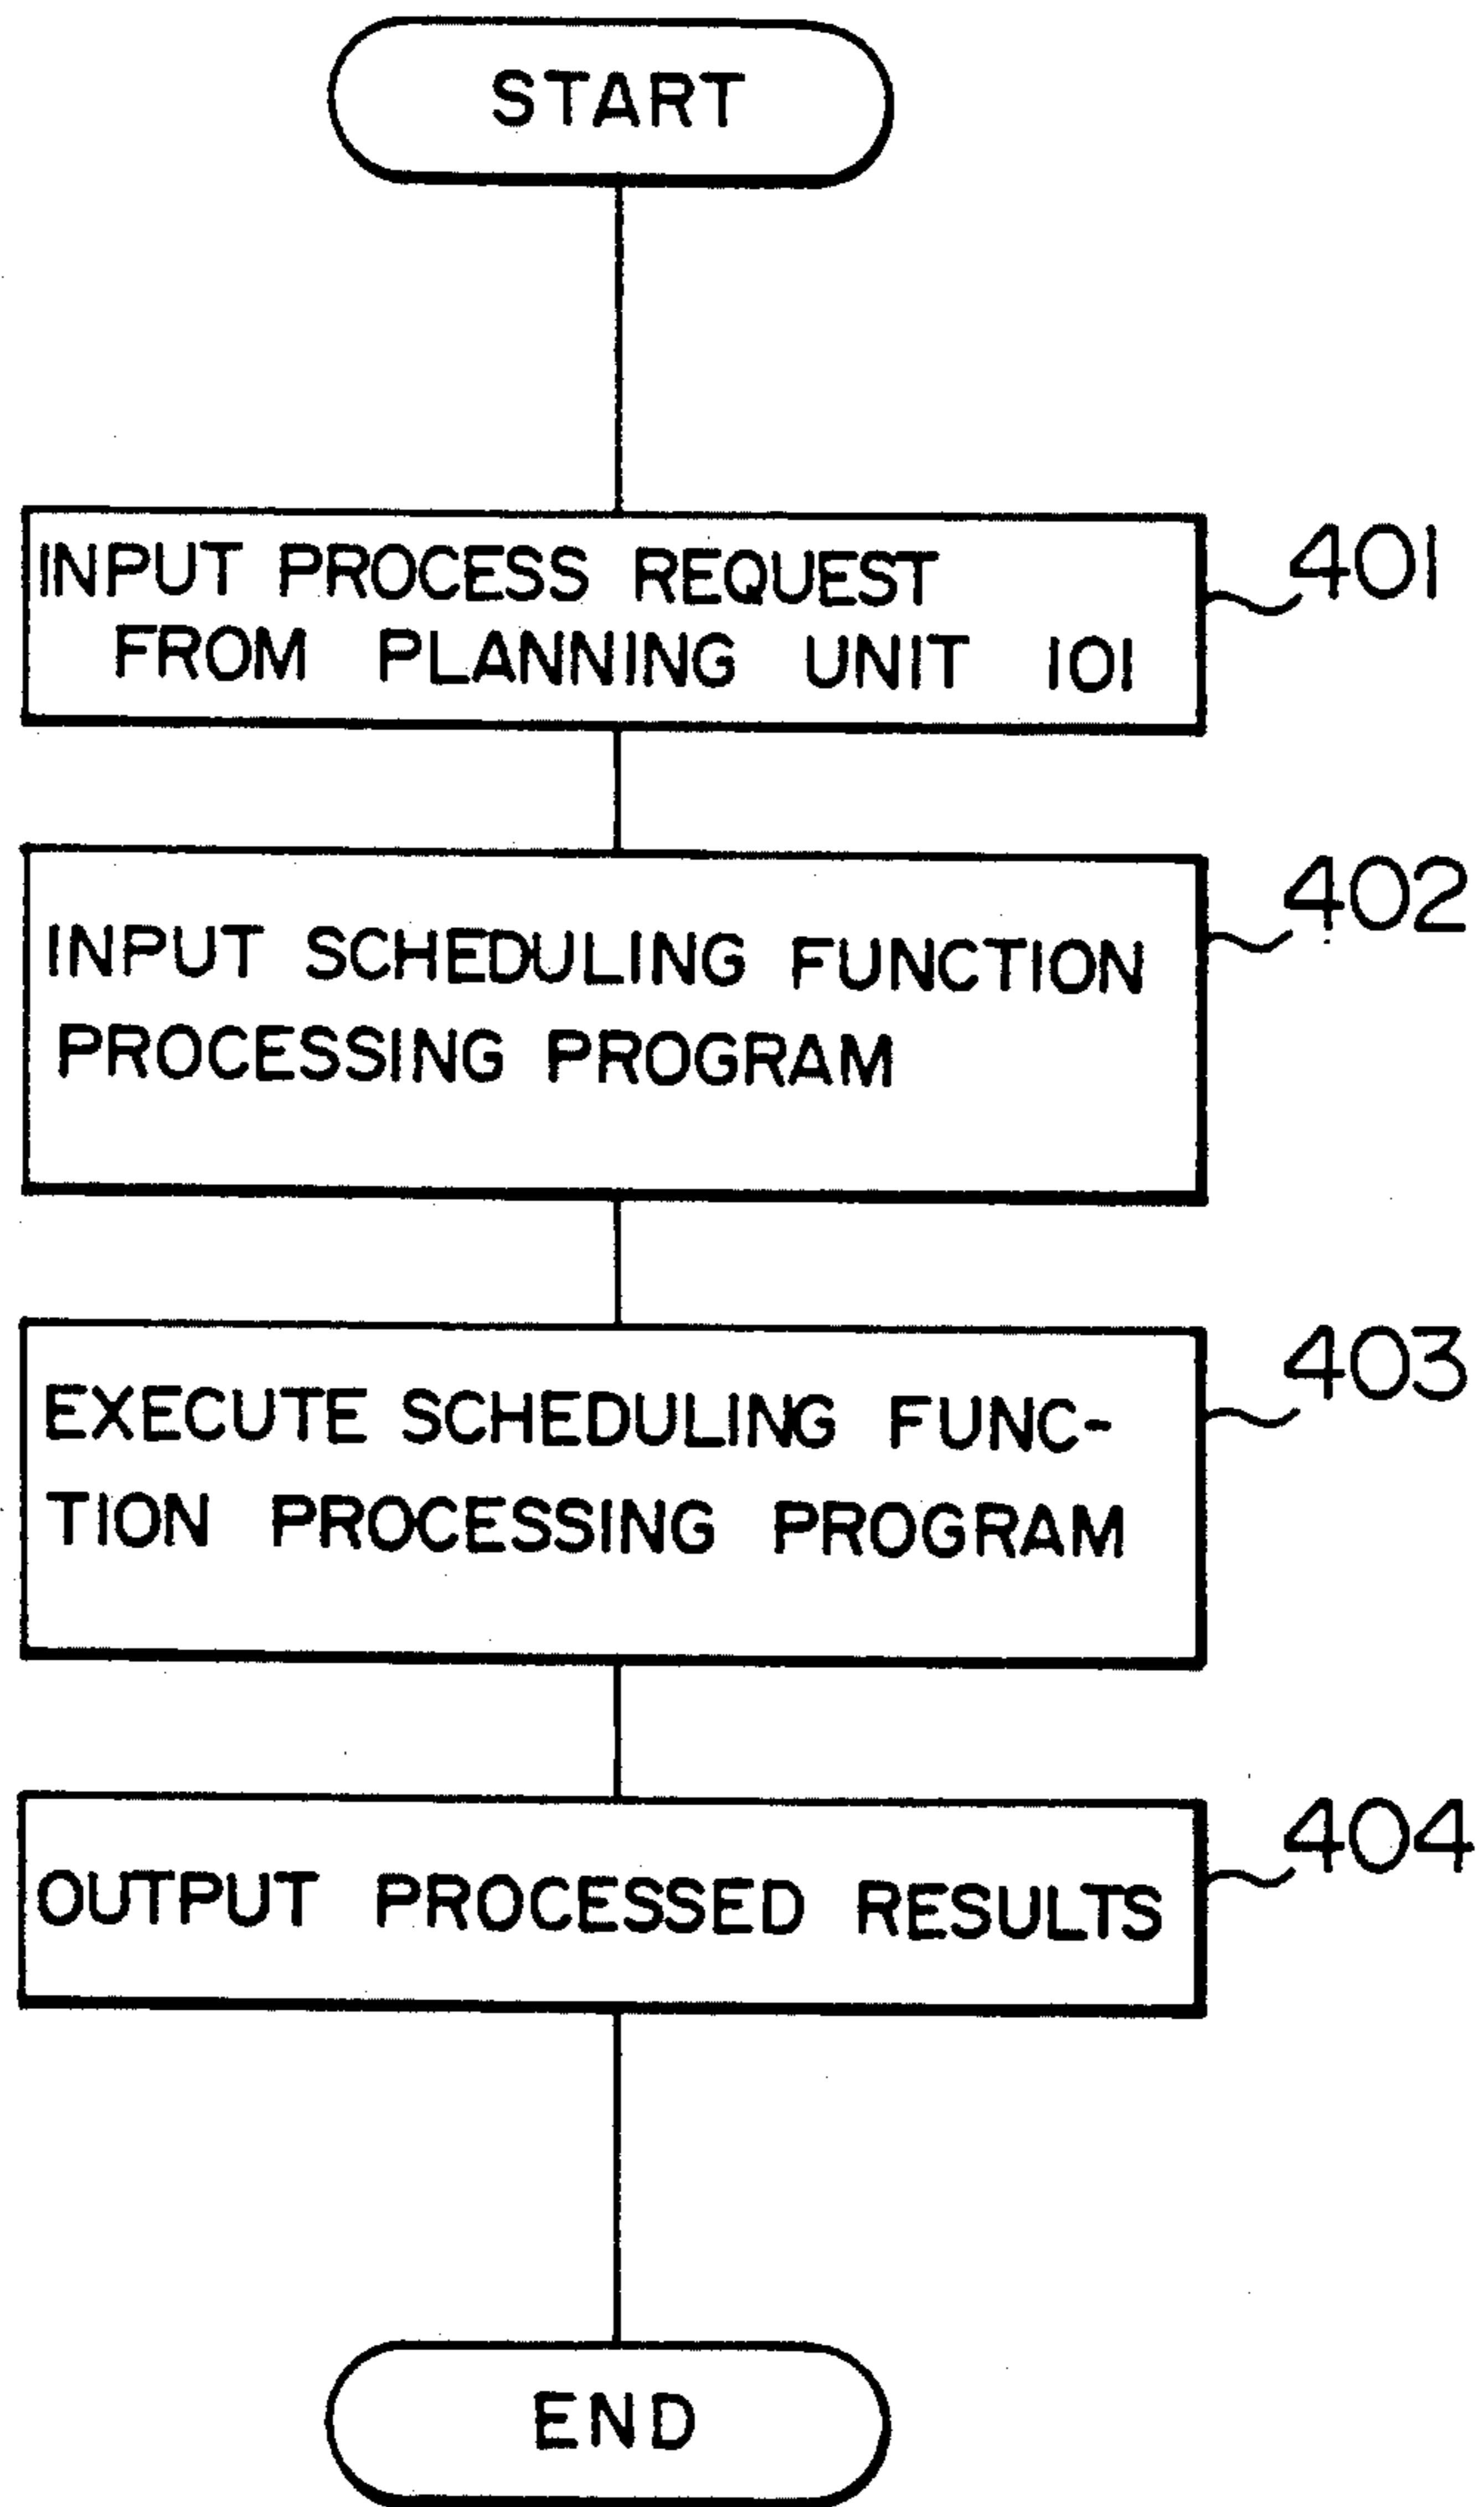 START
INPUT PROCESS REQUEST
FROM PLANNING UNIT 101
401
INPUT SCHEDULING FUNCTION
PROCESSING PROGRAM
402
EXECUTE SCHEDULING FUNC-
TION PROCESSING PROGRAM
403
OUTPUT PROCESSED RESULTS
404
END